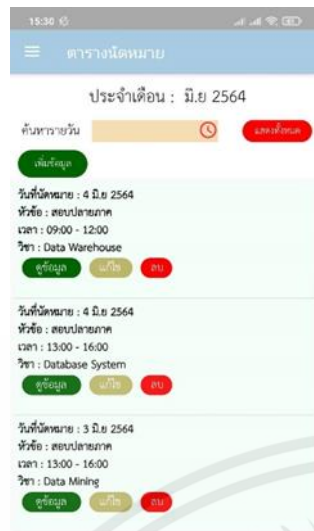 15:30
ตารางนัดหมาย
ประจำเดือน : มิ.ย 2564
ค้นหารายวัน
แสดงทั้งหมด
เพิ่มข้อมูล
วันที่นัดหมาย : 4 มิ.ย 2564
หัวข้อ : สอบปลายภาค
เวลา : 09:00 - 12:00
วิชา : Data Warehouse
ดูข้อมูล แก้ไข ลบ
วันที่นัดหมาย : 4 มิ.ย 2564
หัวข้อ : สอบปลายภาค
เวลา : 13:00 - 16:00
วิชา : Database System
ดูข้อมูล แก้ไข ลบ
วันที่นัดหมาย : 3 มิ.ย 2564
หัวข้อ : สอบปลายภาค
เวลา : 13:00 - 16:00
วิชา : Data Mining
ดูข้อมูล แก้ไข ลบ